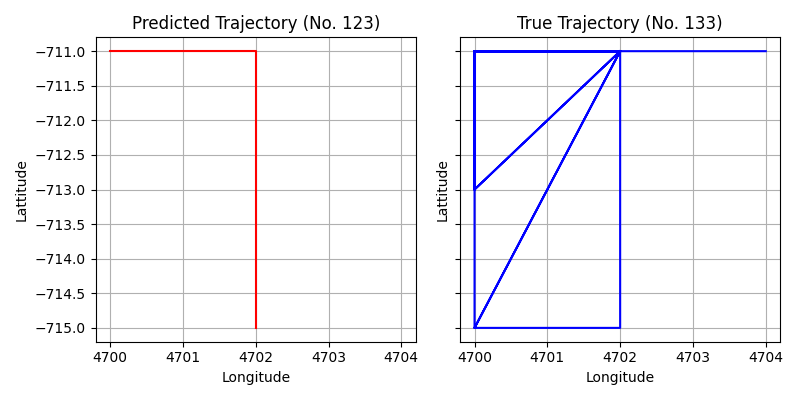 Predicted Trajectory (No. 123)
True Trajectory (No. 133)
−711.0
−711.5
−712.0
−712.5
−713.0
−713.5
−714.0
−714.5
−715.0
Lattitude
Lattitude
4700 4701 4702 4703 4704
4700 4701 4702 4703 4704
Longitude
Longitude